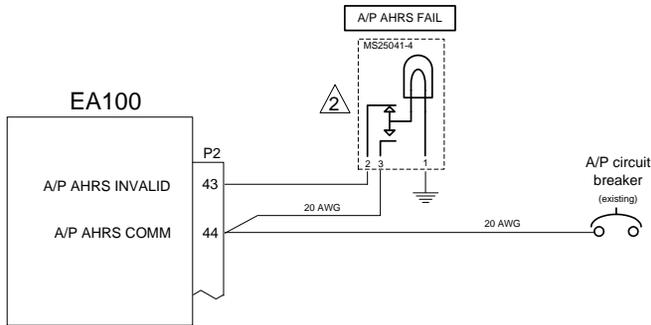 A/P AHRS FAIL
MS25041-4
2
EA100
P2
2 3 1
A/P AHRS INVALID 43
20 AWG
A/P AHRS COMM 44
20 AWG
A/P circuit
breaker
(existing)